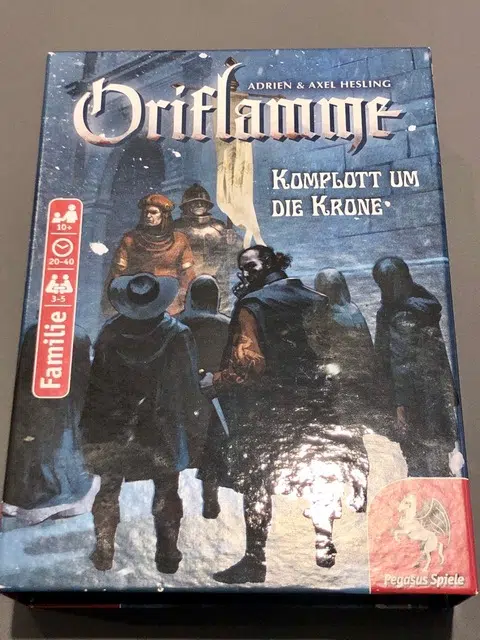 ADRIEN & AXEL HESLING
Oriflamme
KOMPLOTT UM
DIE KRONE
10+
20-40
3-5
Familie
Pegasus Spiele